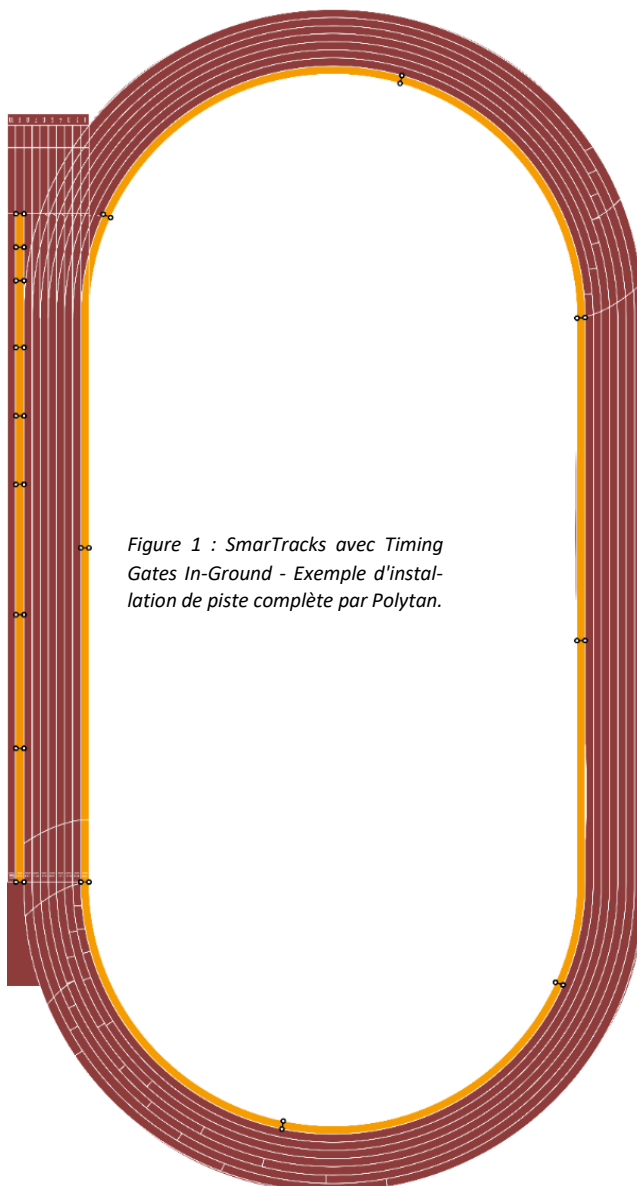 Figure 1 : SmarTracks avec Timing
Gates In-Ground - Exemple d'instal-
lation de piste complète par Polytan.